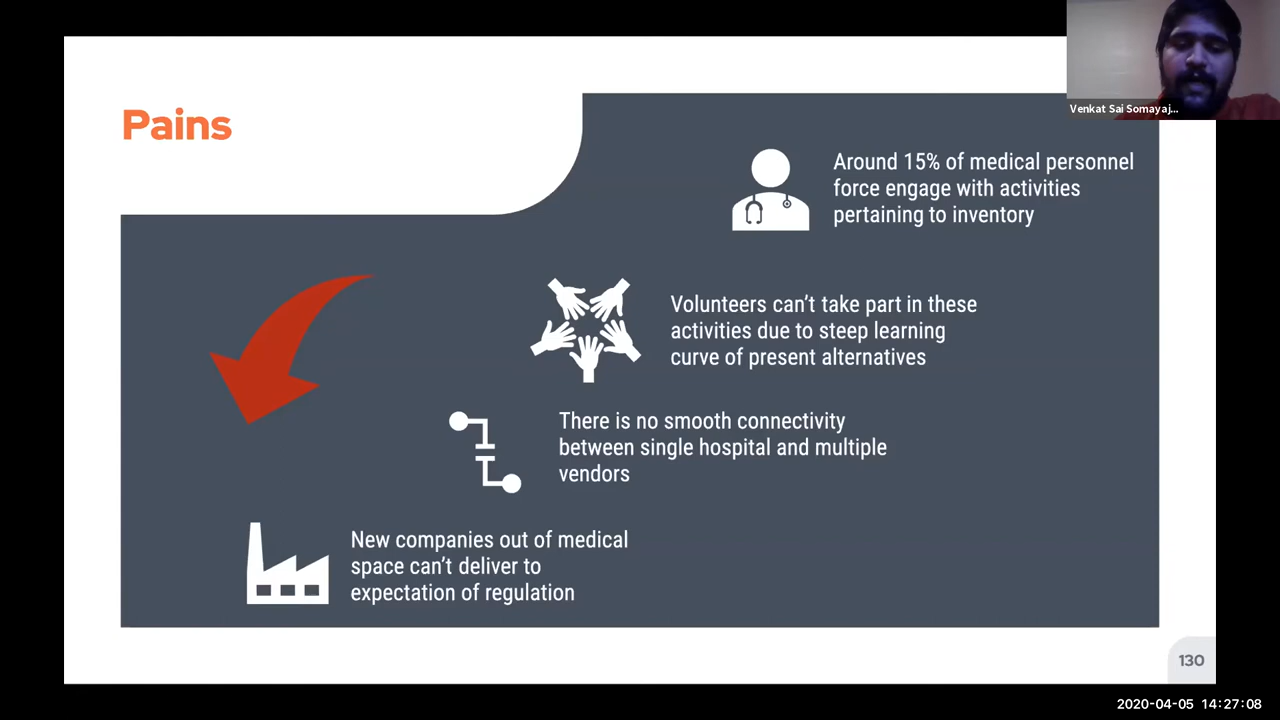 Pains
Around 15% of medical personnel
force engage with activities
pertaining to inventory
Volunteers can't take part in these
activities due to steep learning
curve of present alternatives
There is no smooth connectivity
between single hospital and multiple
vendors
New companies out of medical
space can't deliver to
expectation of regulation
130
Venkat Sai Somayaj...
2020-04-05 14:27:08